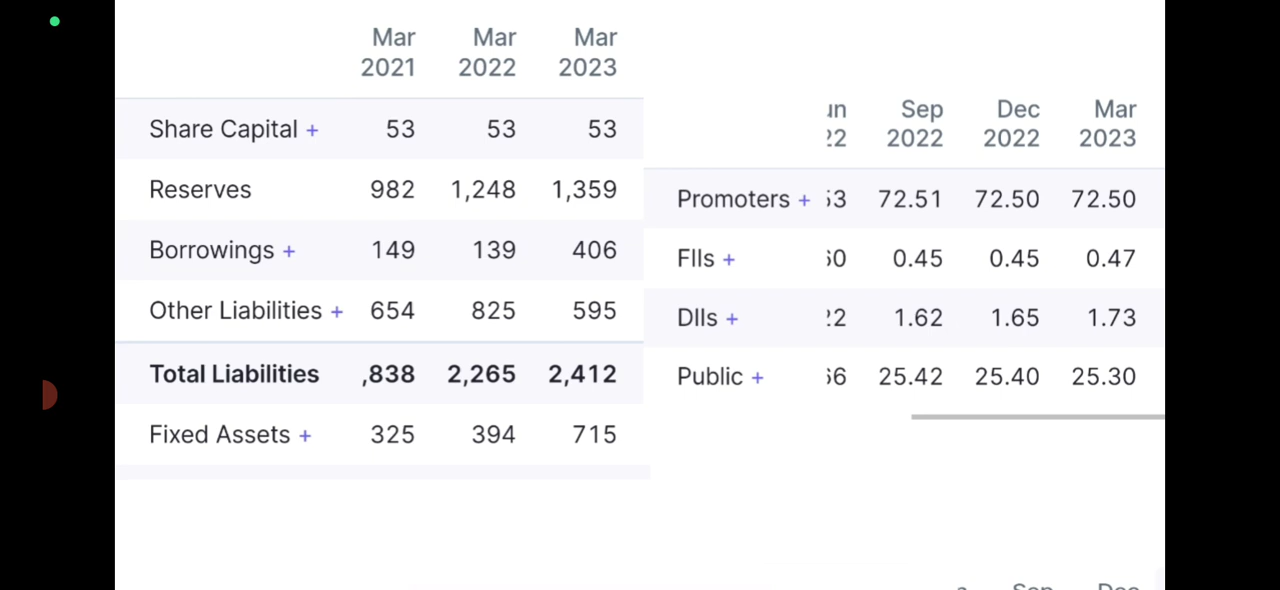 Mar Mar Mar
2021 2022 2023
Share Capital + 53 53 53
Reserves 982 1,248 1,359
Borrowings + 149 139 406
Other Liabilities + 654 825 595
Total Liabilities ,838 2,265 2,412
Fixed Assets + 325 394 715
Sep Dec Mar
2022 2022 2023
Promoters + 72.51 72.50 72.50
FIIs + 0.45 0.45 0.47
DIIs + 1.62 1.65 1.73
Public + 25.42 25.40 25.30
Sep Dec